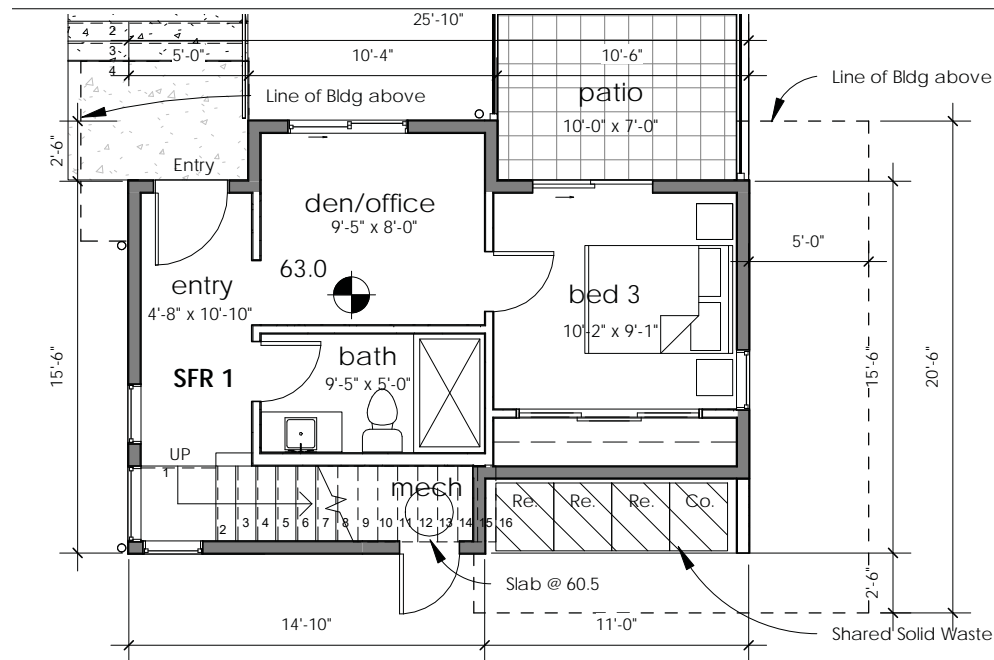 25'-10"
4 2
3
4
5'-0"
10'-4"
10'-6"
Line of Bldg above
Line of Bldg above
patio
10'-0" x 7'-0"
2'-6"
Entry
den/office
9'-5" x 8'-0"
5'-0"
63.0
entry
4'-8" x 10'-10"
bed 3
10'-2" x 9'-1"
15'-6"
SFR 1
bath
9'-5" x 5'-0"
15'-6"
20'-6"
UP
1
mech
Re. Re. Re. Co.
2 3 4 5 6 7 8 9 10 11 12 13 14 15 16
Slab @ 60.5
2'-6"
14'-10"
11'-0"
Shared Solid Waste